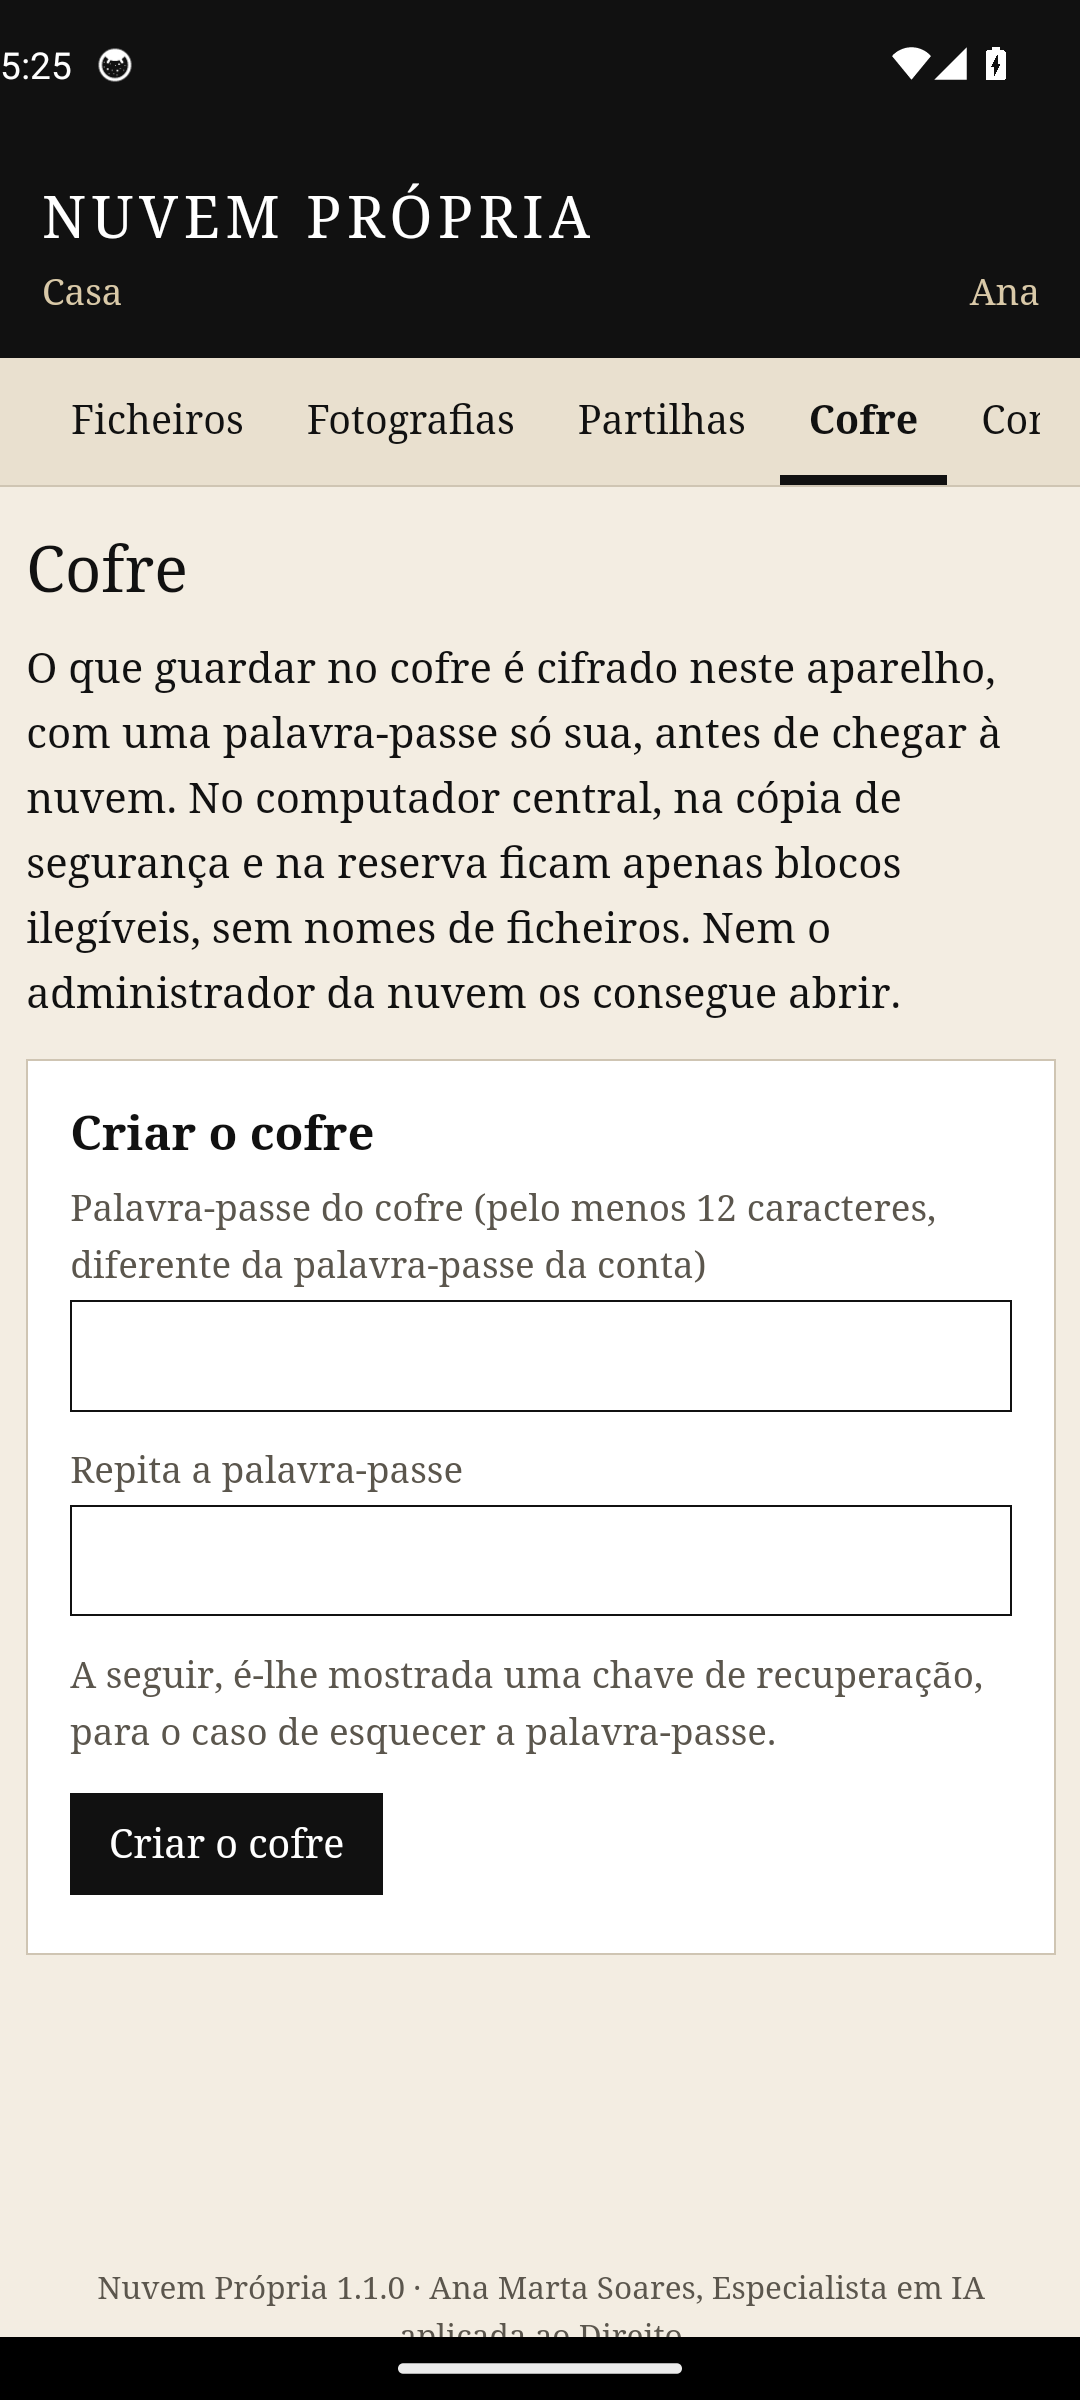 5:25
NUVEM PRÓPRIA
Casa
Ana
Ficheiros
Fotografias
Partilhas
Cofre
Cofre
O que guardar no cofre é cifrado neste aparelho,
com uma palavra-passe só sua, antes de chegar à
nuvem. No computador central, na cópia de
segurança e na reserva ficam apenas blocos
ilegíveis, sem nomes de ficheiros. Nem o
administrador da nuvem os consegue abrir.
Criar o cofre
Palavra-passe do cofre (pelo menos 12 caracteres,
diferente da palavra-passe da conta)
Repita a palavra-passe
A seguir, é-lhe mostrada uma chave de recuperação,
para o caso de esquecer a palavra-passe.
Criar o cofre
Nuvem Própria 1.1.0 · Ana Marta Soares, Especialista em IA
aplicada ao Direito